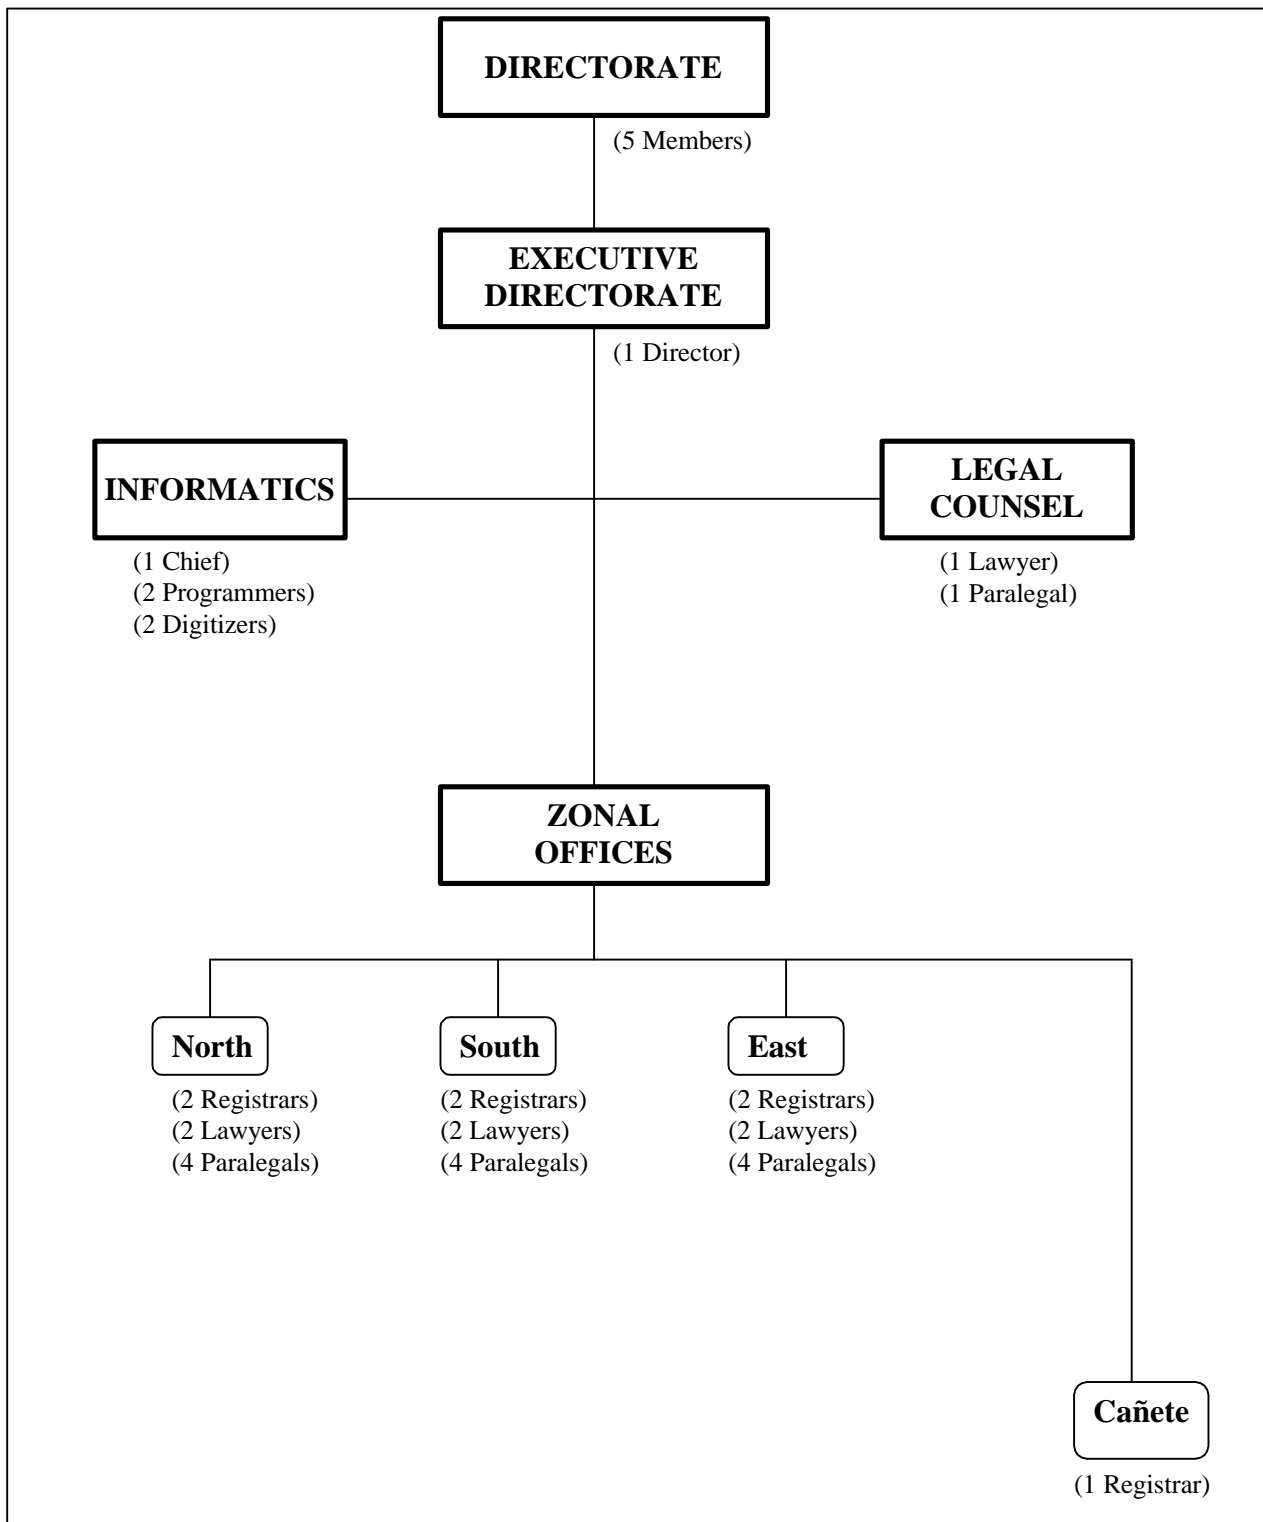 DIRECTORATE
(5 Members)
EXECUTIVE
DIRECTORATE
(1 Director)
INFORMATICS
(1 Chief)
(2 Programmers)
(2 Digitizers)
LEGAL
COUNSEL
(1 Lawyer)
(1 Paralegal)
ZONAL
OFFICES
North
(2 Registrars)
(2 Lawyers)
(4 Paralegals)
South
(2 Registrars)
(2 Lawyers)
(4 Paralegals)
East
(2 Registrars)
(2 Lawyers)
(4 Paralegals)
Cañete
(1 Registrar)